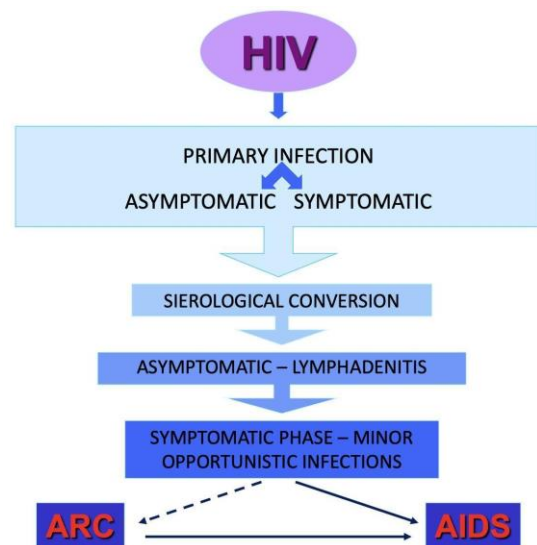 HIV
PRIMARY INFECTION
ASYMPTOMATIC SYMPTOMATIC
SIEROLOGICAL CONVERSION
ASYMPTOMATIC – LYMPHADENITIS
SYMPTOMATIC PHASE – MINOR
OPPORTUNISTIC INFECTIONS
ARC AIDS